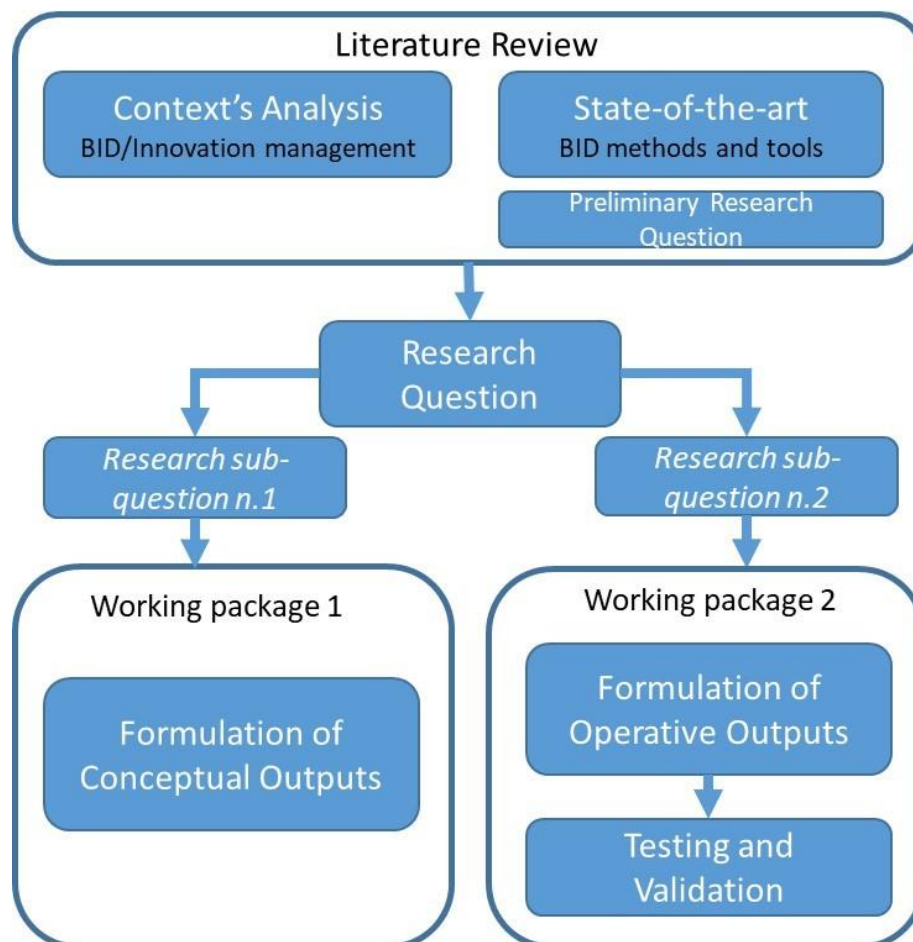 Literature Review
Context's Analysis
BID/Innovation management
State-of-the-art
BID methods and tools
Preliminary Research
Question
Research
Question
Research sub-
question n.1
Research sub-
question n.2
Working package 1
Formulation of
Conceptual Outputs
Working package 2
Formulation of
Operative Outputs
Testing and
Validation